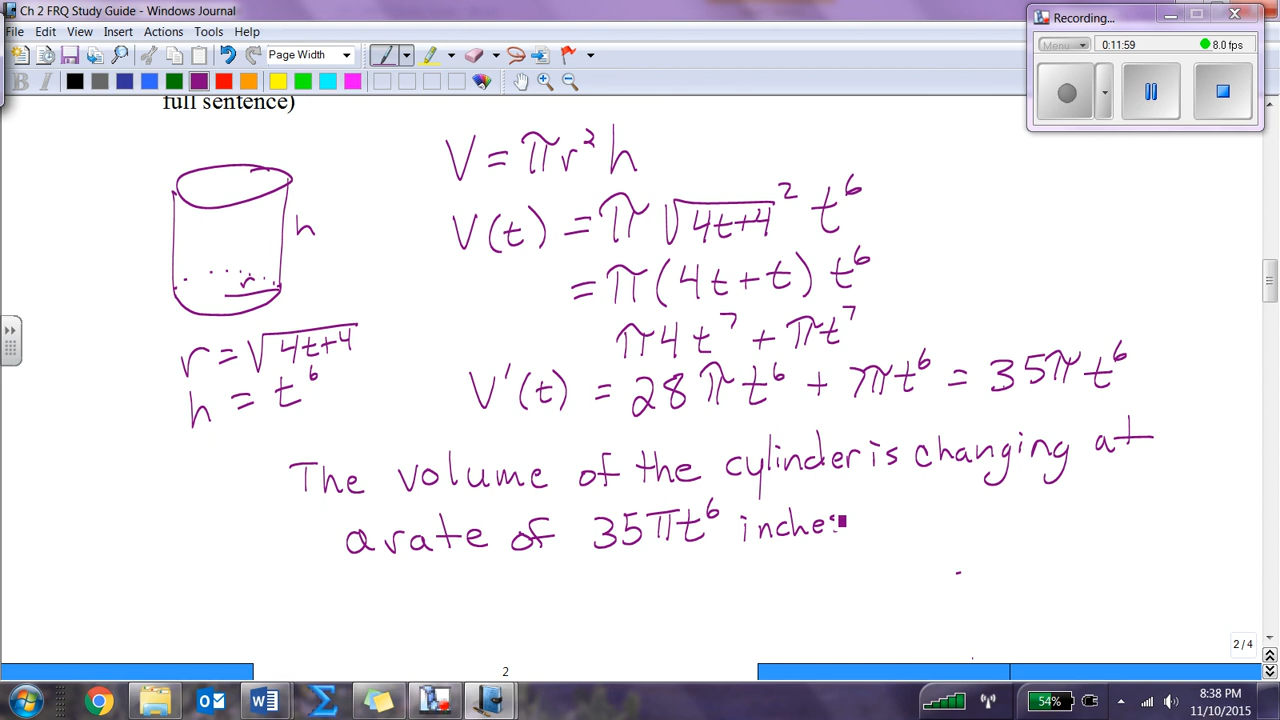 Ch 2 FRQ Study Guide - Windows Journal
File Edit View Insert Actions Tools Help
Page Width
B I
Recording...
Menu 0:11:59 8.0 fps
full sentence)
V = πr² h
V(t) = π √4t+4² t⁶
= π(4t+t) t⁶
π4t⁷ + πt⁷
V'(t) = 28πt⁶ + 7πt⁶ = 35πt⁶
h
r
r = √4t+4
h = t⁶
The volume of the cylinder is changing at
a rate of 35πt⁶ inches
2/4
2
54%
8:38 PM
11/10/2015